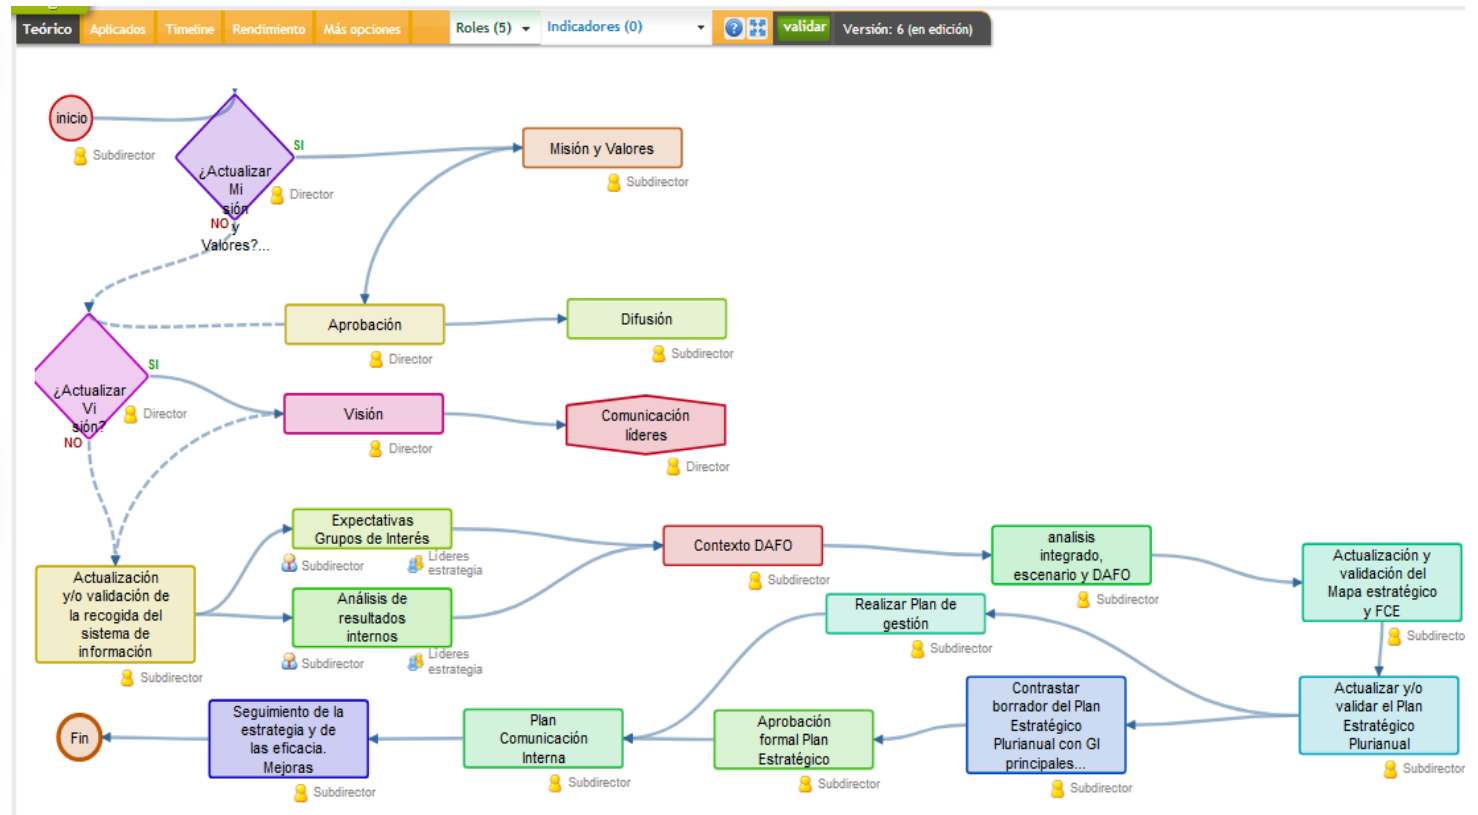 Teórico Aplicados Timeline Rendimiento Más opciones Roles (5) Indicadores (0) ? validar Versión: 6 (en edición)
inicio
Subdirector
¿Actualizar
Mi
sión
y
Valores?...
SI
NO
Director
Misión y Valores
Subdirector
Aprobación
Director
Difusión
Subdirector
¿Actualizar
Vi
sión?
SI
NO
Director
Visión
Director
Comunicación
líderes
Director
Actualización
y/o validación de
la recogida del
sistema de
información
Subdirector
Expectativas
Grupos de Interés
Subdirector
Líderes
estrategia
Análisis de
resultados
internos
Subdirector
Líderes
estrategia
Contexto DAFO
Subdirector
analisis
integrado,
escenario y DAFO
Subdirector
Actualización y
validación del
Mapa estratégico
y FCE
Subdirecto
Realizar Plan de
gestión
Subdirector
Actualizar y/o
validar el Plan
Estratégico
Plurianual
Subdirector
Contrastar
borrador del Plan
Estratégico
Plurianual con GI
principales...
Subdirector
Aprobación
formal Plan
Estratégico
Subdirector
Plan
Comunicación
Interna
Subdirector
Seguimiento de la
estrategia y de
las eficacia.
Mejoras
Subdirector
Fin